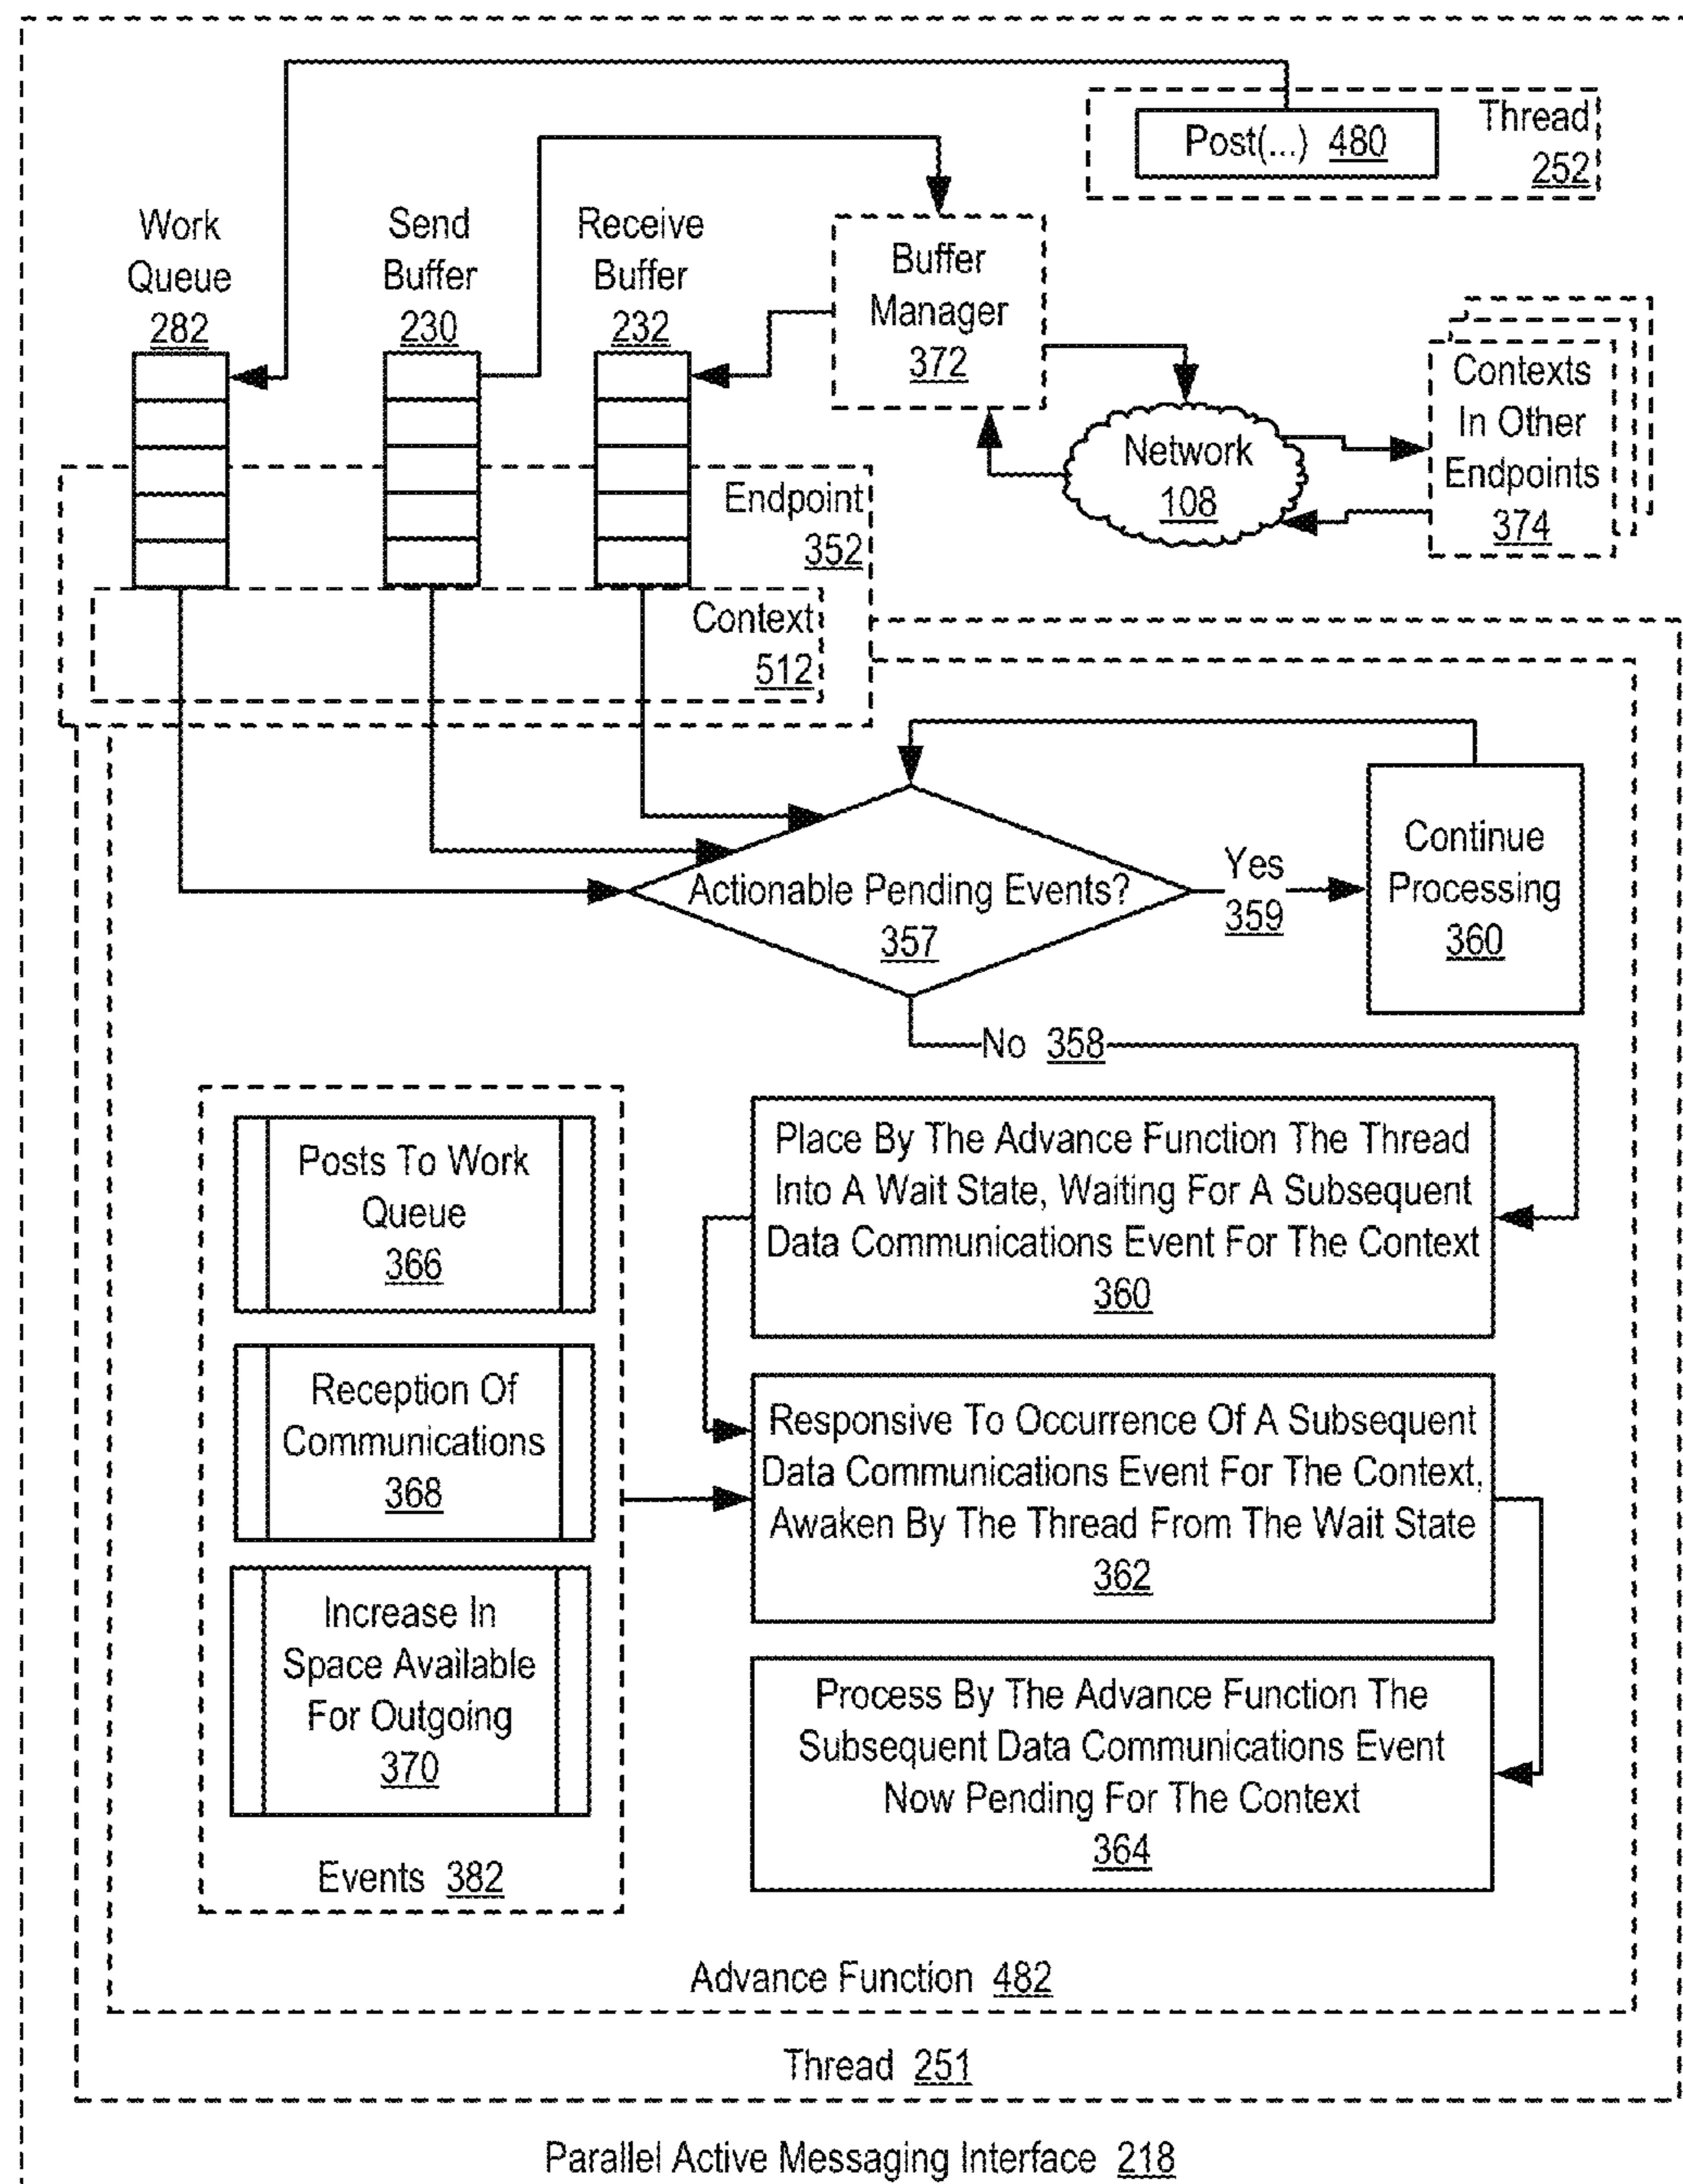 Thread
252
Post(...) 480
Work
Queue
282
Send
Buffer
230
Receive
Buffer
232
Buffer
Manager
372
Network
108
Contexts
In Other
Endpoints
374
Endpoint
352
Context
512
Actionable Pending Events?
357
Yes
359
Continue
Processing
360
No 358
Posts To Work
Queue
366
Reception Of
Communications
368
Increase In
Space Available
For Outgoing
370
Events 382
Place By The Advance Function The Thread
Into A Wait State, Waiting For A Subsequent
Data Communications Event For The Context
360
Responsive To Occurrence Of A Subsequent
Data Communications Event For The Context,
Awaken By The Thread From The Wait State
362
Process By The Advance Function The
Subsequent Data Communications Event
Now Pending For The Context
364
Advance Function 482
Thread 251
Parallel Active Messaging Interface 218